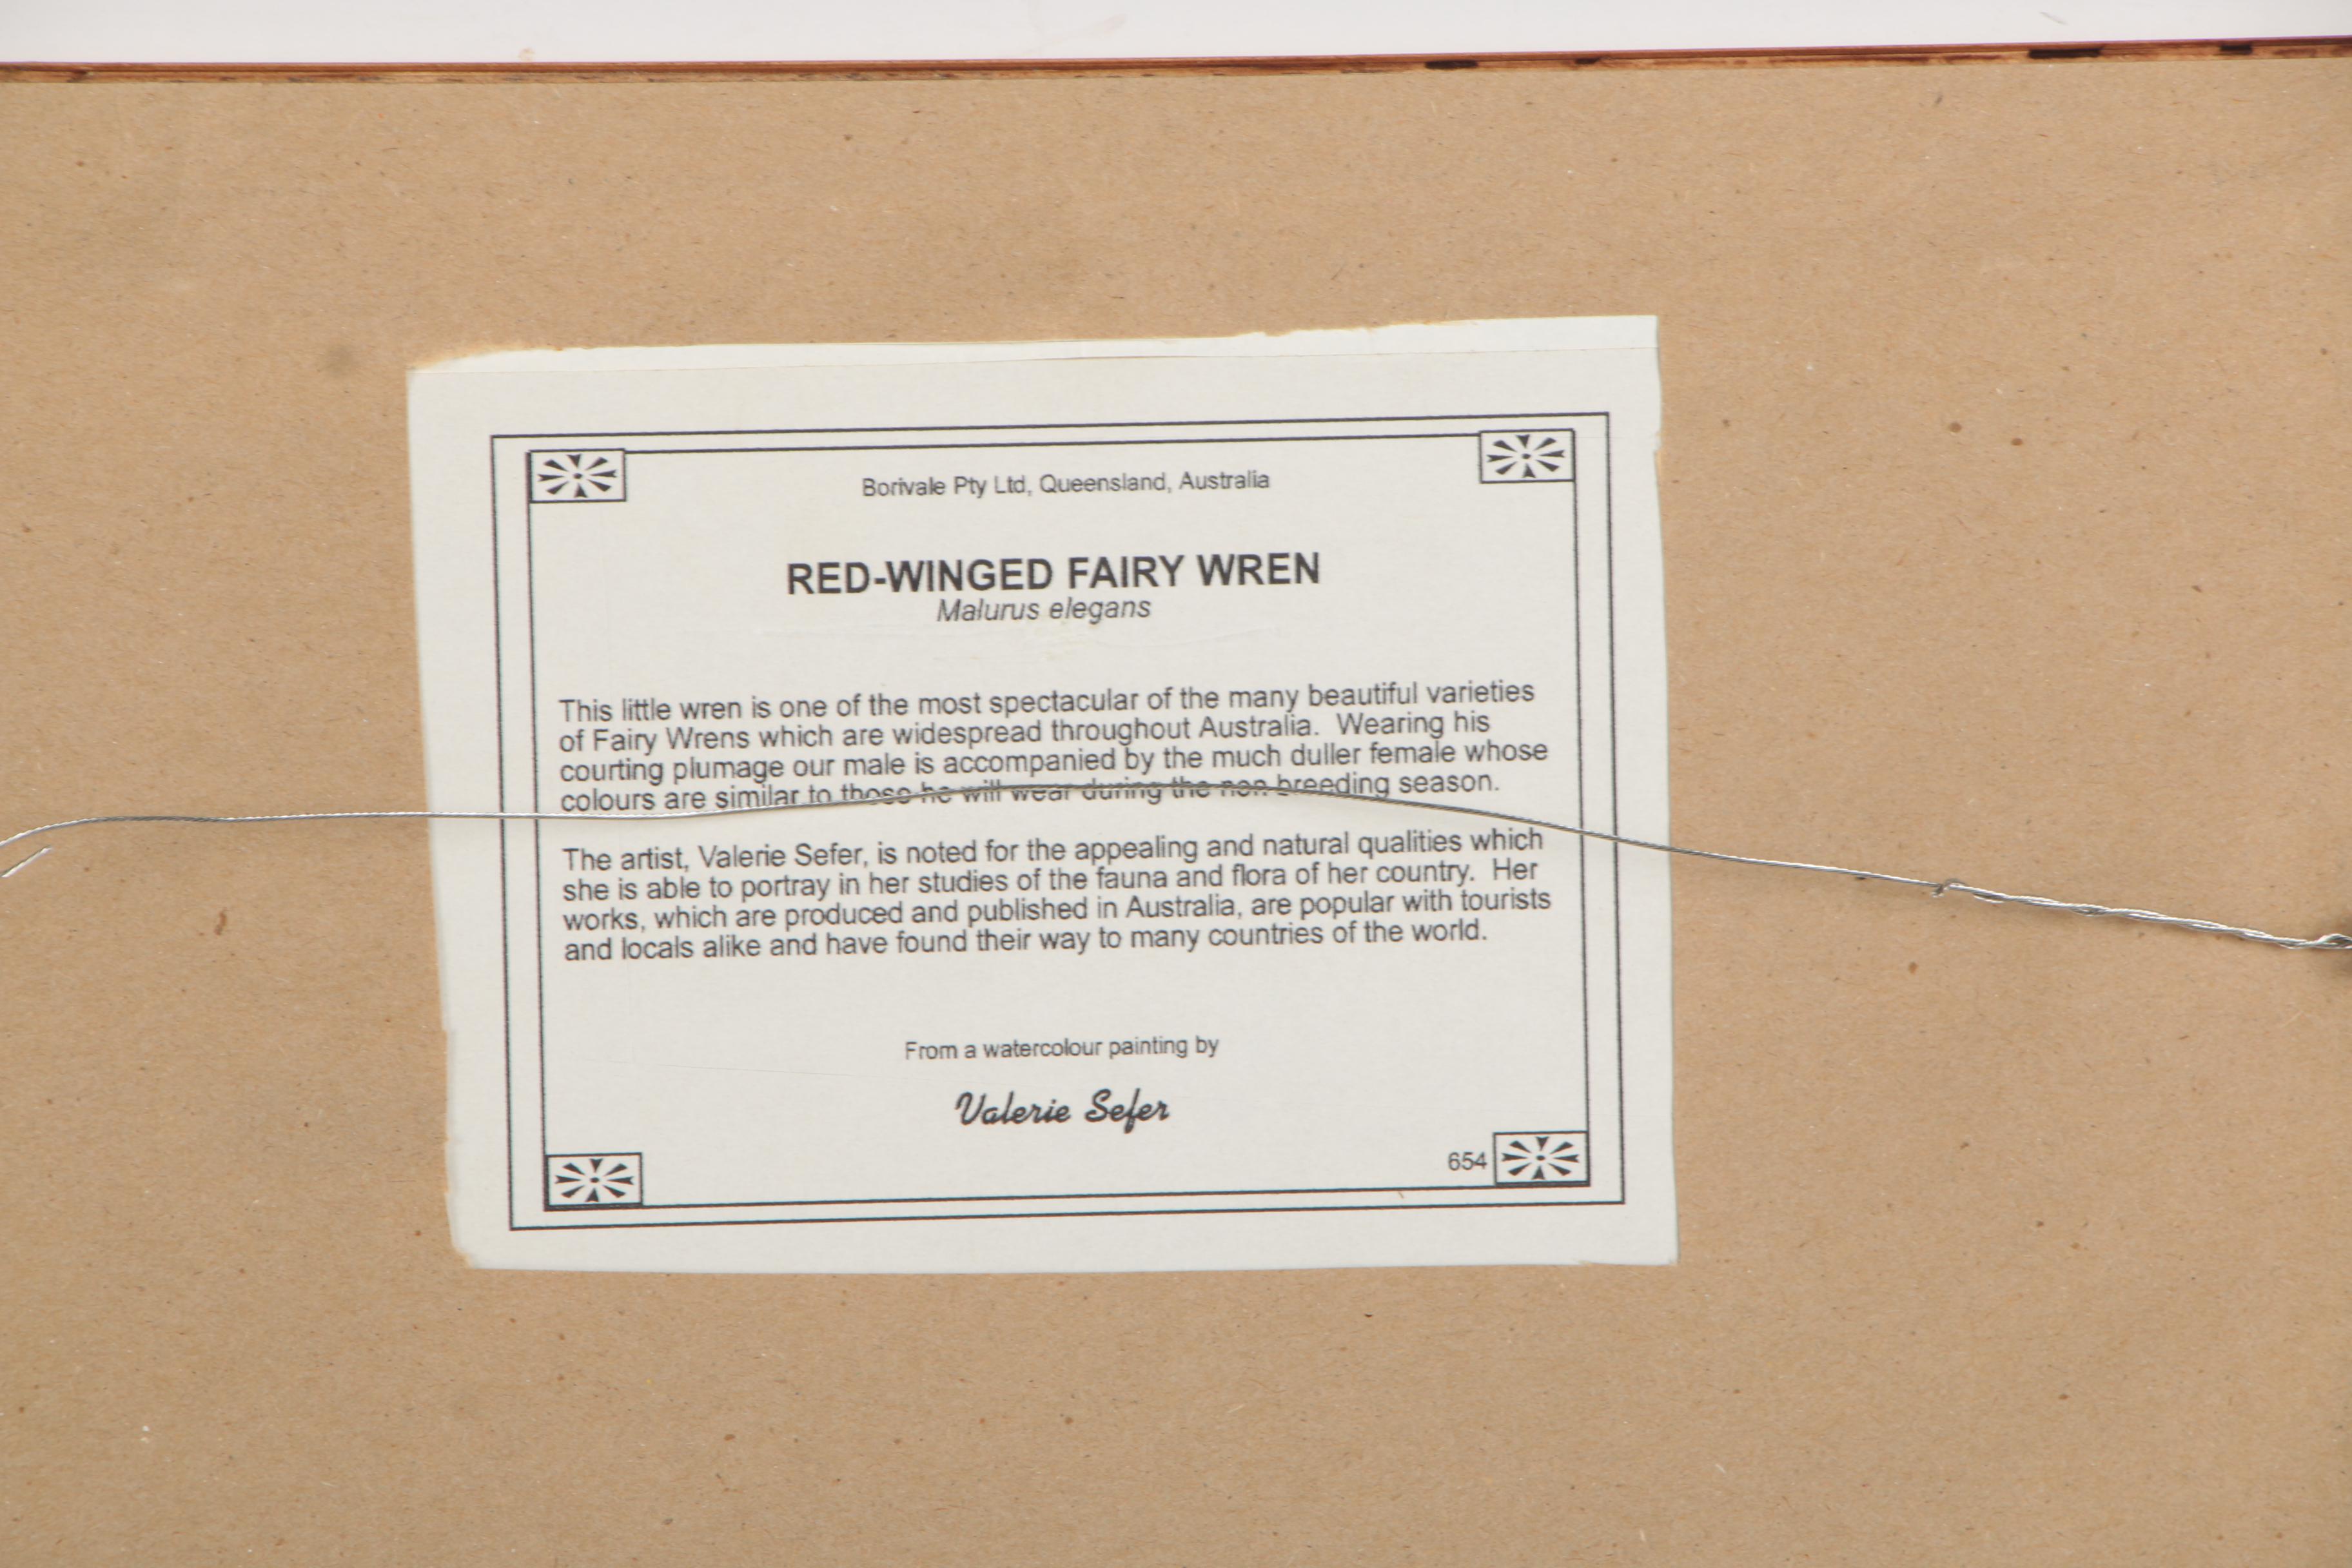 Borivale Pty Ltd, Queensland, Australia
RED-WINGED FAIRY WREN
Malurus elegans
This little wren is one of the most spectacular of the many beautiful varieties
of Fairy Wrens which are widespread throughout Australia. Wearing his
courting plumage our male is accompanied by the much duller female whose
colours are similar to those he will wear during the non breeding season.
The artist, Valerie Sefer, is noted for the appealing and natural qualities which
she is able to portray in her studies of the fauna and flora of her country. Her
works, which are produced and published in Australia, are popular with tourists
and locals alike and have found their way to many countries of the world.
From a watercolour painting by
Valerie Sefer
654